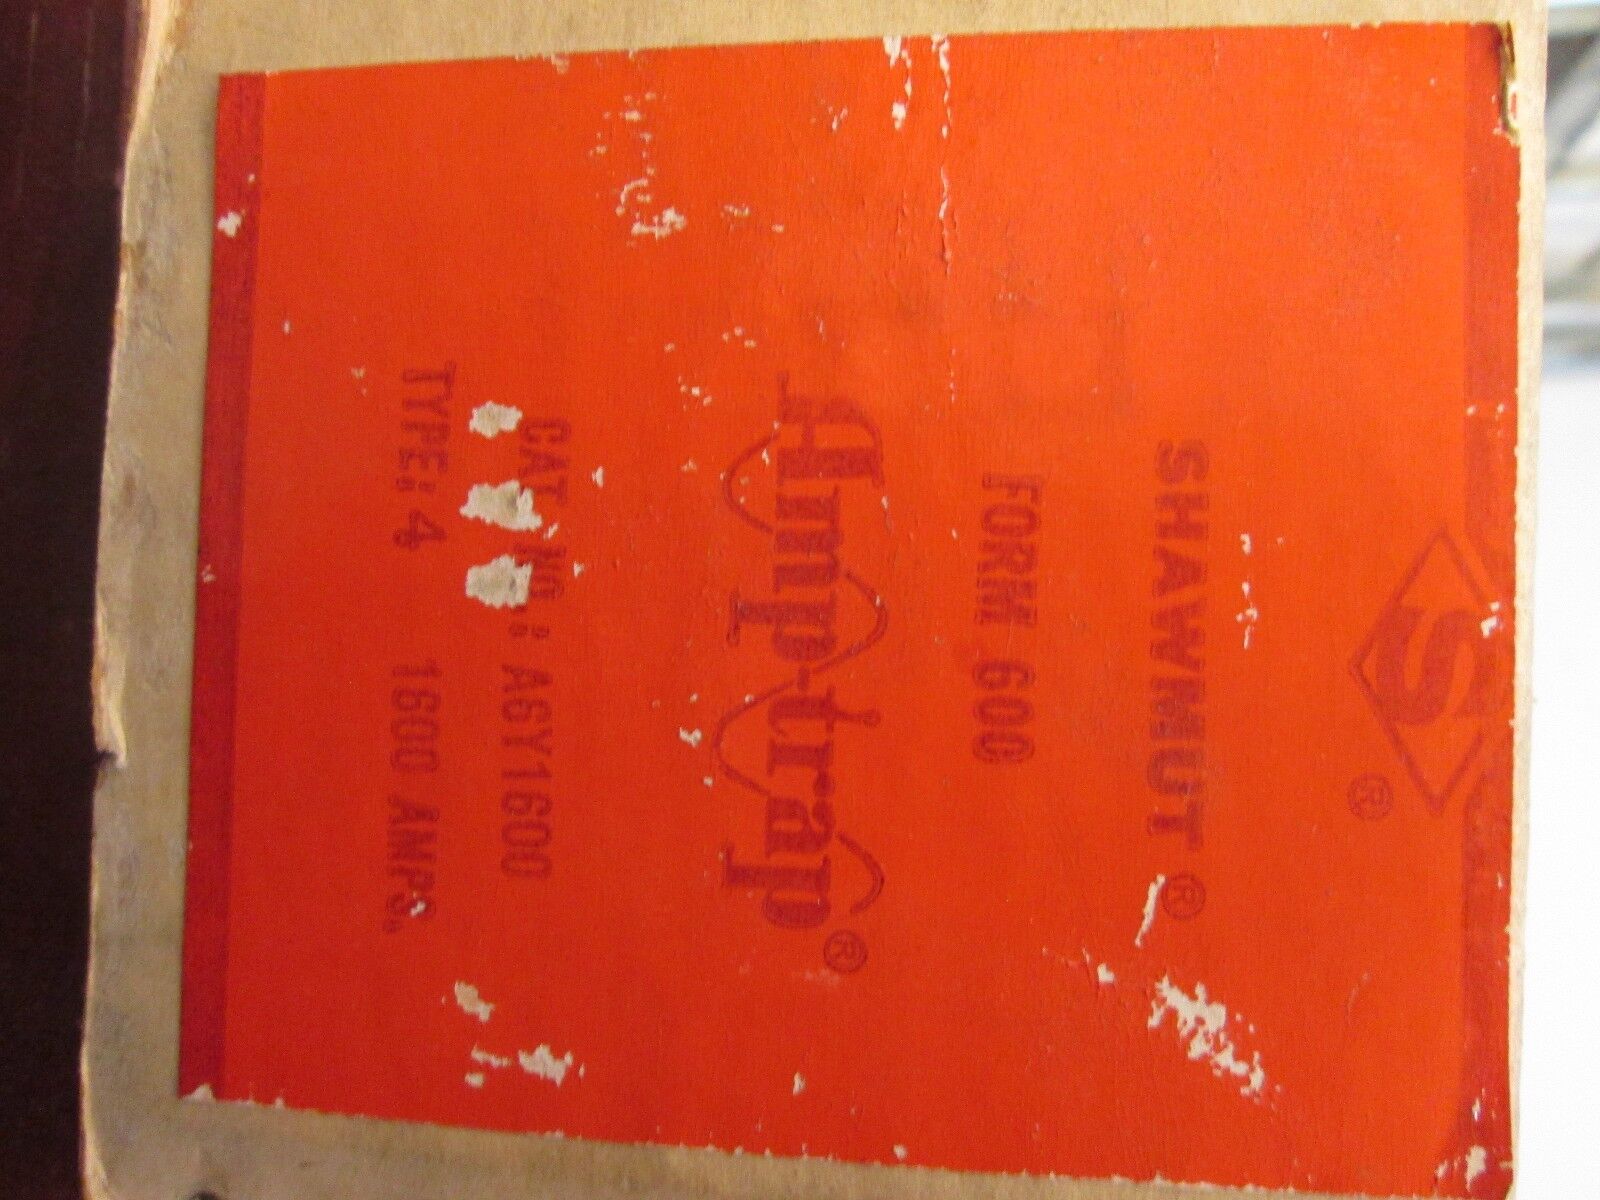 S
®
SHAWMUT ®
FORM 600
Amp-trap®
CAT NO.: A6Y1600
TYPE: 4 1600 AMPS.